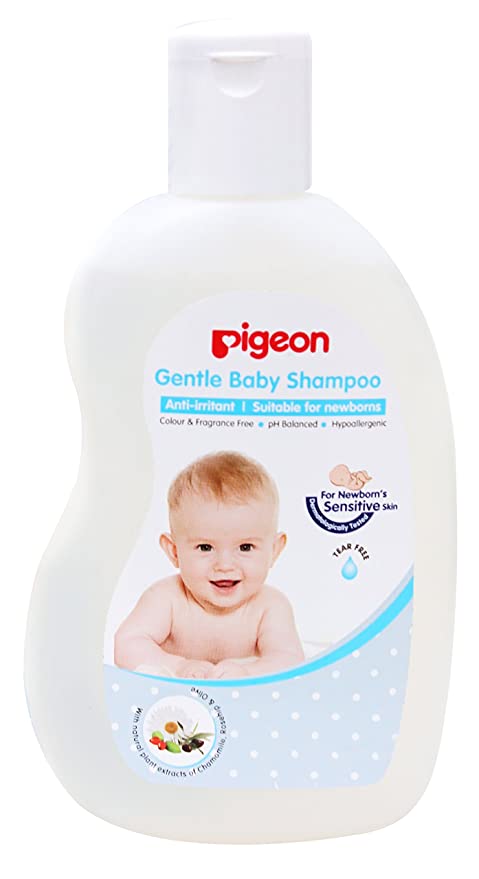 Pigeon
Gentle Baby Shampoo
Anti-irritant | Suitable for newborns
Colour & Fragrance Free • pH Balanced • Hypoallergenic
For Newborn's
Sensitive Skin
Dermatologically Tested
TEAR FREE
With natural plant extracts of Chamomile, Rosehip & Olive